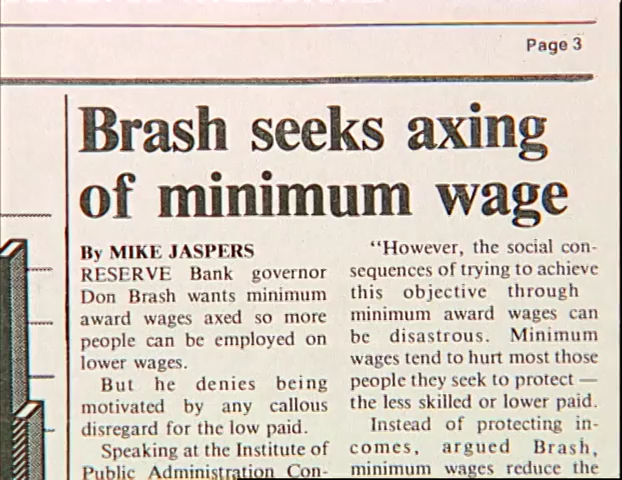 Page 3
Brash seeks axing
of minimum wage
By MIKE JASPERS
RESERVE Bank governor
Don Brash wants minimum
award wages axed so more
people can be employed on
lower wages.
But he denies being
motivated by any callous
disregard for the low paid.
Speaking at the Institute of
Public Administration Con-
“However, the social con-
sequences of trying to achieve
this objective through
minimum award wages can
be disastrous. Minimum
wages tend to hurt most those
people they seek to protect —
the less skilled or lower paid.
Instead of protecting in-
comes, argued Brash,
minimum wages reduce the